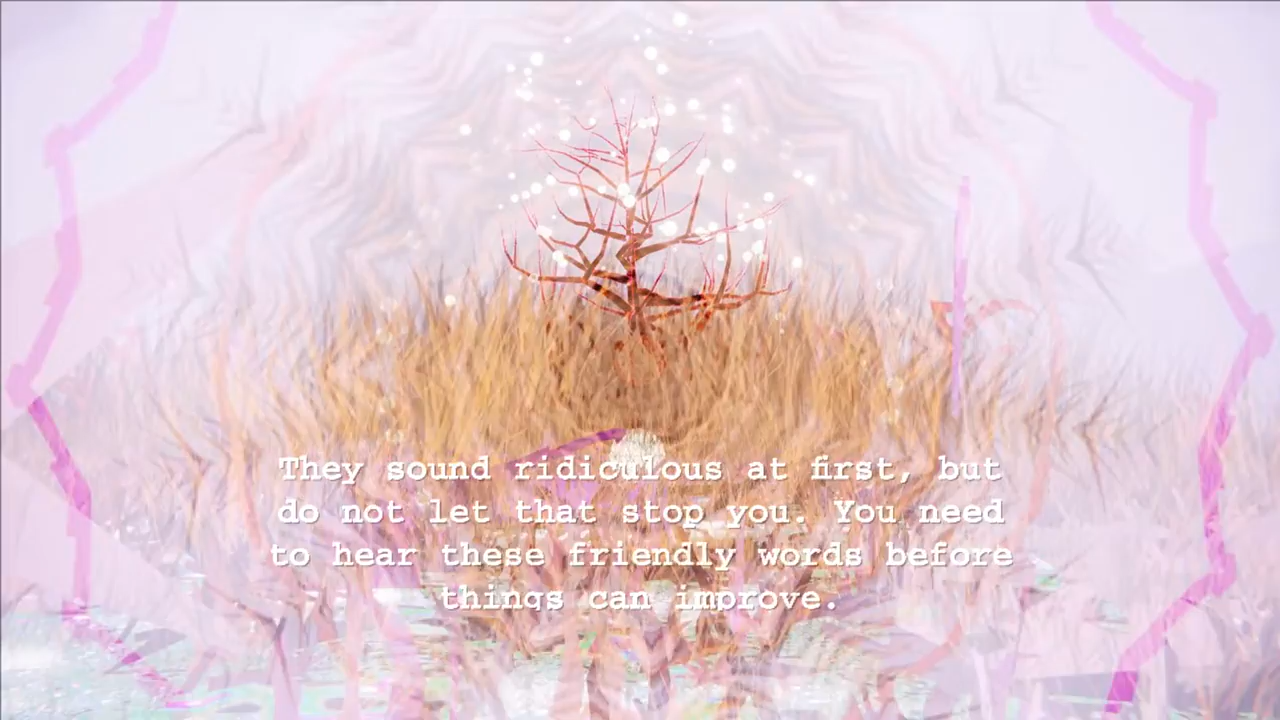 They sound ridiculous at first, but
do not let that stop you. You need
to hear these friendly words before
things can improve.